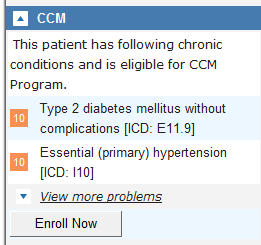 CCM
This patient has following chronic
conditions and is eligible for CCM
Program.
10 Type 2 diabetes mellitus without
complications [ICD: E11.9]
10 Essential (primary) hypertension
[ICD: I10]
View more problems
Enroll Now